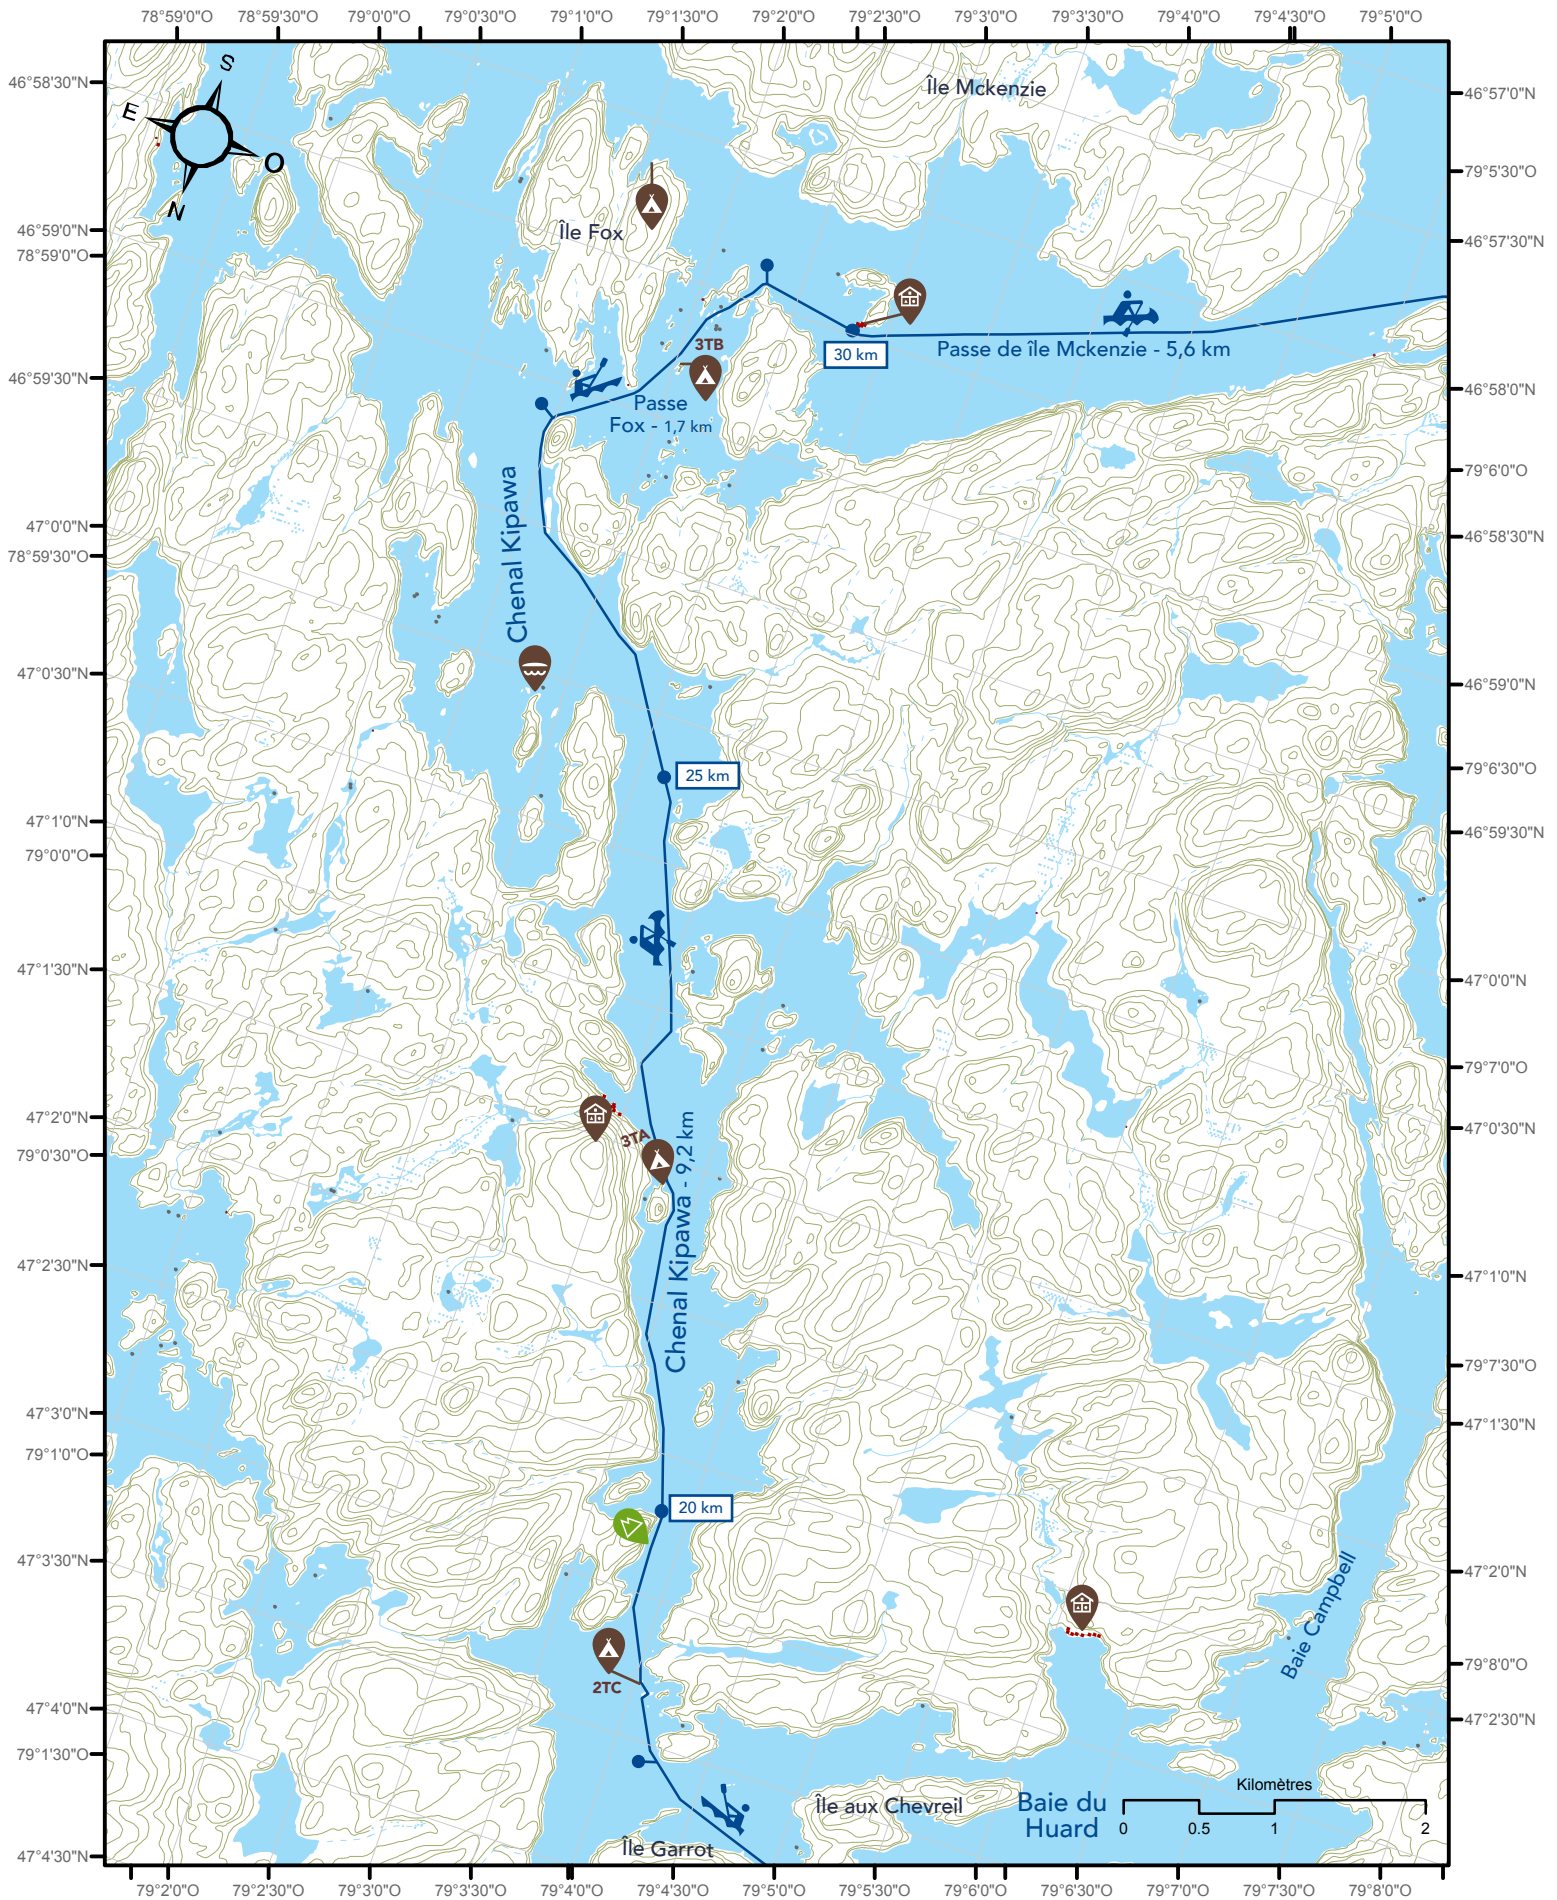 78°59'0"O
78°59'30"O
79°0'0"O
79°0'30"O
79°1'0"O
79°1'30"O
79°2'0"O
79°2'30"O
79°3'0"O
79°3'30"O
79°4'0"O
79°4'30"O
79°5'0"O
S
E
O
N
Île Mckenzie
Île Fox
3TB
30 km
Passe de île Mckenzie - 5,6 km
Passe
Fox - 1,7 km
Chenal Kipawa
25 km
3TA
Chenal Kipawa - 9,2 km
20 km
2TC
Baie Campbell
Île aux Chevreil
Île Garrot
Baie du
Huard
Kilomètres
0
0.5
1
2
46°58'30"N
46°59'0"N
78°59'0"O
46°59'30"N
47°0'0"N
78°59'30"O
47°0'30"N
47°1'0"N
79°0'0"O
47°1'30"N
47°2'0"N
79°0'30"O
47°2'30"N
47°3'0"N
79°1'0"O
47°3'30"N
47°4'0"N
79°1'30"O
47°4'30"N
46°57'0"N
79°5'30"O
46°57'30"N
46°58'0"N
79°6'0"O
46°58'30"N
46°59'0"N
79°6'30"O
46°59'30"N
47°0'0"N
79°7'0"O
47°0'30"N
47°1'0"N
79°7'30"O
47°1'30"N
47°2'0"N
79°8'0"O
47°2'30"N
79°2'0"O
79°2'30"O
79°3'0"O
79°3'30"O
79°4'0"O
79°4'30"O
79°5'0"O
79°5'30"O
79°6'0"O
79°6'30"O
79°7'0"O
79°7'30"O
79°8'0"O